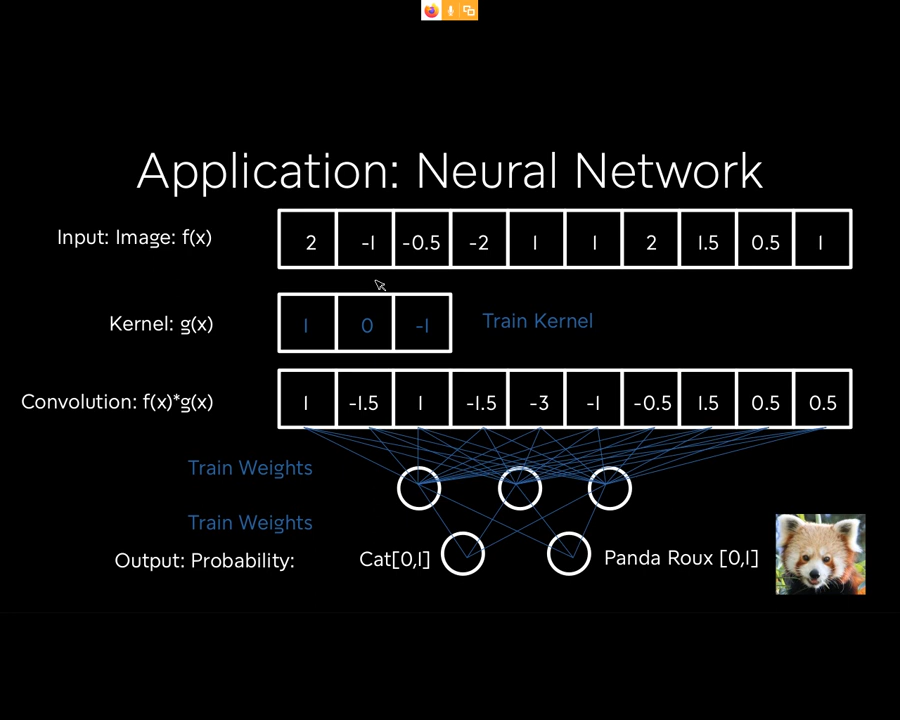 Application: Neural Network
Input: Image: f(x) 2 -1 -0.5 -2 1 1 2 1.5 0.5 1
Kernel: g(x) 1 0 -1 Train Kernel
Convolution: f(x)*g(x) 1 -1.5 1 -1.5 -3 -1 -0.5 1.5 0.5 0.5
Train Weights
Train Weights
Output: Probability: Cat[0,1] Panda Roux [0,1]